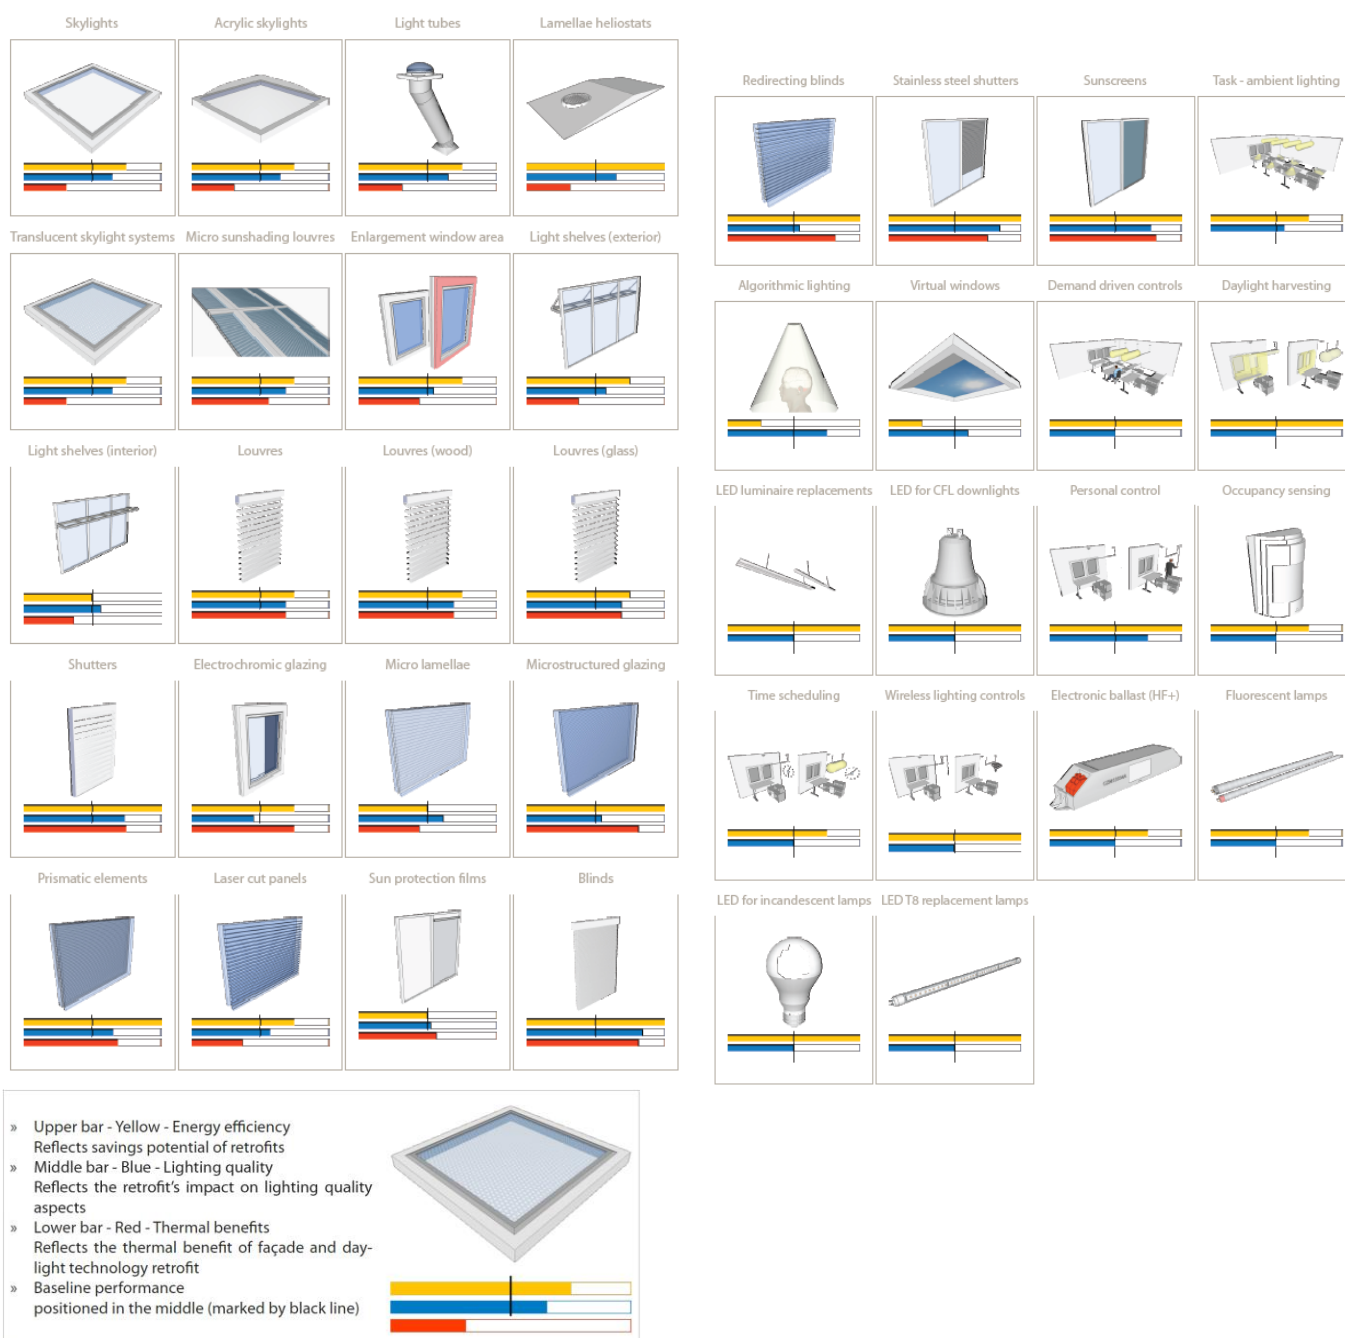 Skylights
Acrylic skylights
Light tubes
Lamellae heliostats
Translucent skylight systems
Micro sunshading louvres
Enlargement window area
Light shelves (exterior)
Light shelves (interior)
Louvres
Louvres (wood)
Louvres (glass)
Shutters
Electrochromic glazing
Micro lamellae
Microstructured glazing
Prismatic elements
Laser cut panels
Sun protection films
Blinds
Redirecting blinds
Stainless steel shutters
Sunscreens
Task - ambient lighting
Algorithmic lighting
Virtual windows
Demand driven controls
Daylight harvesting
LED luminaire replacements
LED for CFL downlights
Personal control
Occupancy sensing
Time scheduling
Wireless lighting controls
Electronic ballast (HF+)
Fluorescent lamps
LED for incandescent lamps
LED T8 replacement lamps
» Upper bar - Yellow - Energy efficiency
Reflects savings potential of retrofits
» Middle bar - Blue - Lighting quality
Reflects the retrofit's impact on lighting quality
aspects
» Lower bar - Red - Thermal benefits
Reflects the thermal benefit of façade and day-
light technology retrofit
» Baseline performance
positioned in the middle (marked by black line)